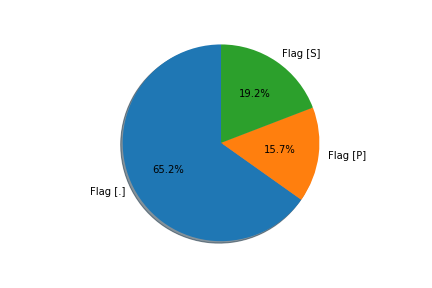 Flag [S]
19.2%
15.7%
Flag [P]
65.2%
Flag [.]